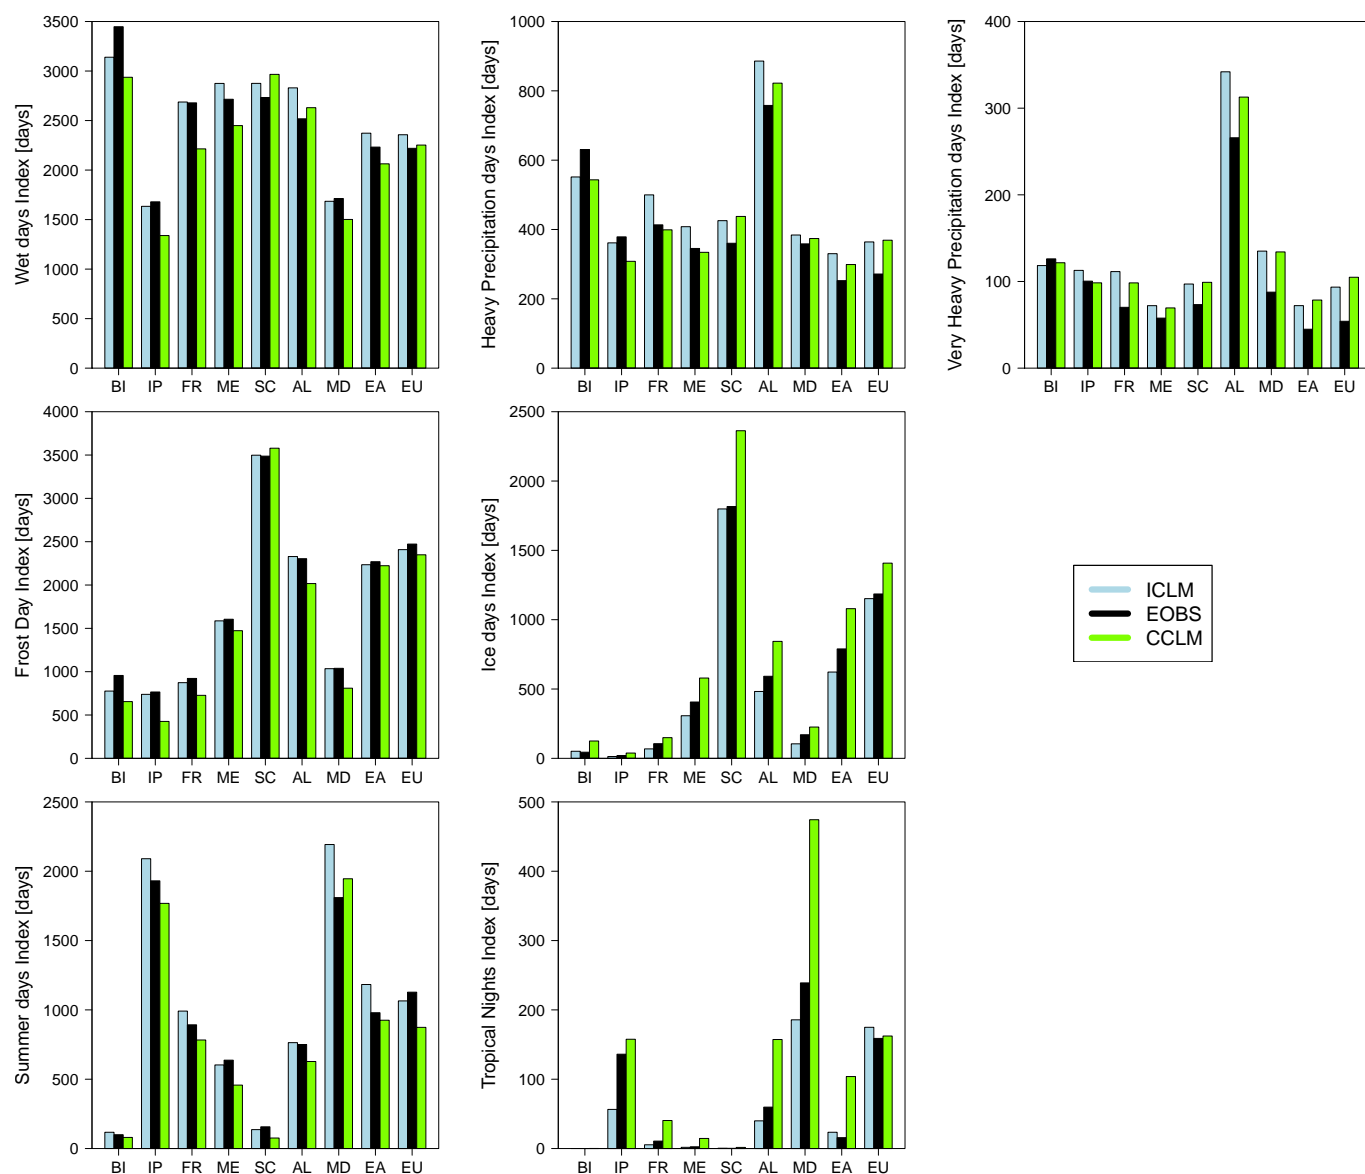 Wet days Index [days]
3500
3000
2500
2000
1500
1000
500
0
BI IP FR ME SC AL MD EA EU
Heavy Precipitation days Index [days]
1000
800
600
400
200
0
BI IP FR ME SC AL MD EA EU
Very Heavy Precipitation days Index [days]
400
300
200
100
0
BI IP FR ME SC AL MD EA EU
Frost Day Index [days]
4000
3500
3000
2500
2000
1500
1000
500
0
BI IP FR ME SC AL MD EA EU
Ice days Index [days]
2500
2000
1500
1000
500
0
BI IP FR ME SC AL MD EA EU
ICLM
EOBS
CCLM
Summer days Index [days]
2500
2000
1500
1000
500
0
BI IP FR ME SC AL MD EA EU
Tropical Nights Index [days]
500
400
300
200
100
0
BI IP FR ME SC AL MD EA EU